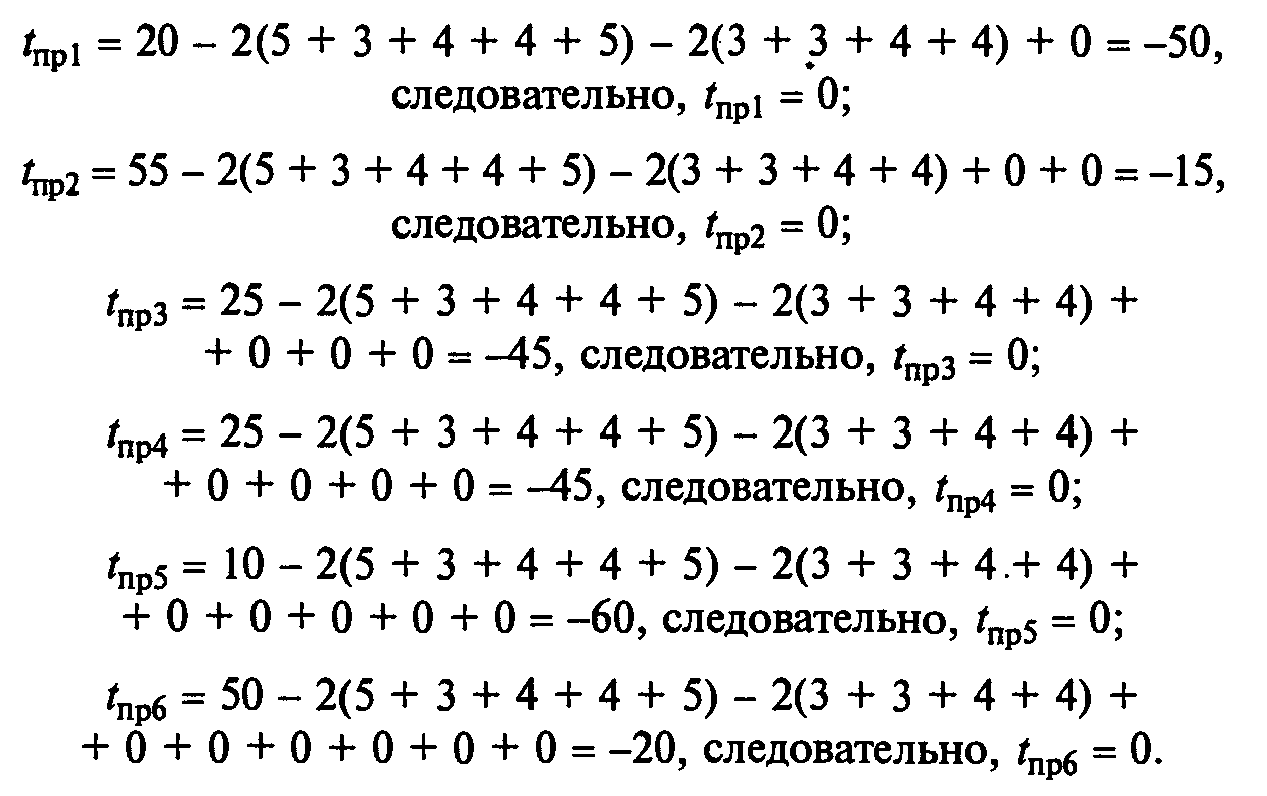 tпр1 = 20 – 2(5 + 3 + 4 + 4 + 5) – 2(3 + 3 + 4 + 4) + 0 = –50,
следовательно, tпр1 = 0;
tпр2 = 55 – 2(5 + 3 + 4 + 4 + 5) – 2(3 + 3 + 4 + 4) + 0 + 0 = –15,
следовательно, tпр2 = 0;
tпр3 = 25 – 2(5 + 3 + 4 + 4 + 5) – 2(3 + 3 + 4 + 4) +
+ 0 + 0 + 0 = –45, следовательно, tпр3 = 0;
tпр4 = 25 – 2(5 + 3 + 4 + 4 + 5) – 2(3 + 3 + 4 + 4) +
+ 0 + 0 + 0 + 0 = –45, следовательно, tпр4 = 0;
tпр5 = 10 – 2(5 + 3 + 4 + 4 + 5) – 2(3 + 3 + 4 + 4) +
+ 0 + 0 + 0 + 0 + 0 = –60, следовательно, tпр5 = 0;
tпр6 = 50 – 2(5 + 3 + 4 + 4 + 5) – 2(3 + 3 + 4 + 4) +
+ 0 + 0 + 0 + 0 + 0 + 0 = –20, следовательно, tпр6 = 0.